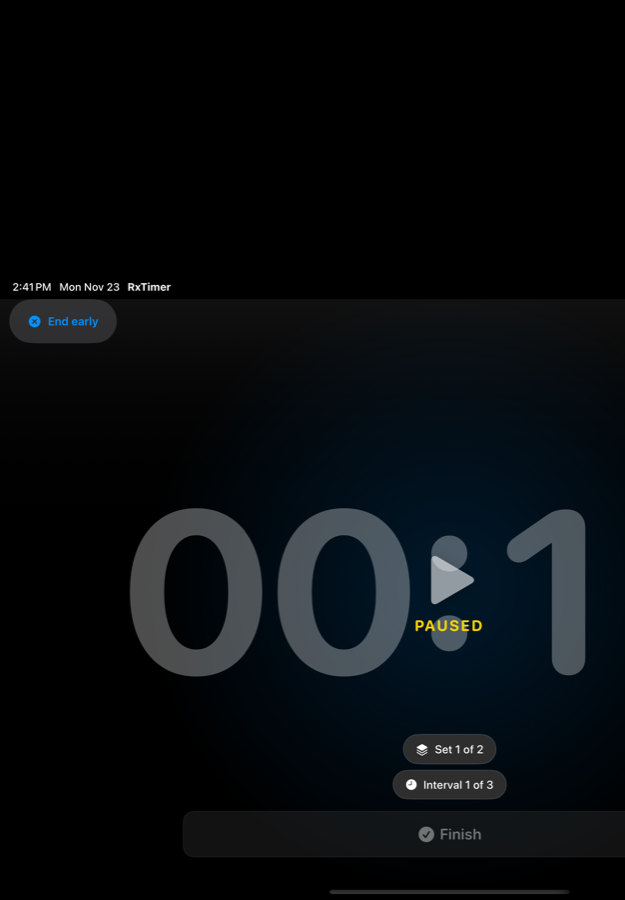 2:41 PM Mon Nov 23 RxTimer
End early
00:1
PAUSED
Set 1 of 2
Interval 1 of 3
Finish